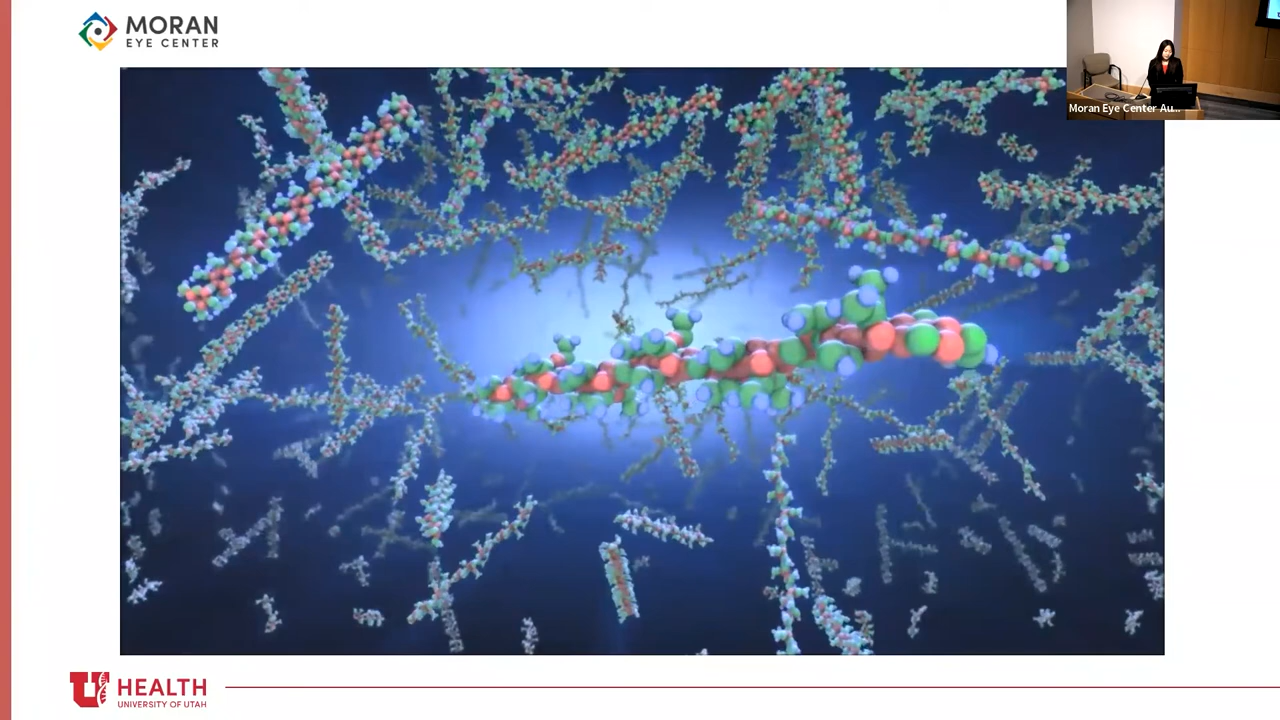 MORAN
EYE CENTER
Moran Eye Center Au...
U
HEALTH
UNIVERSITY OF UTAH